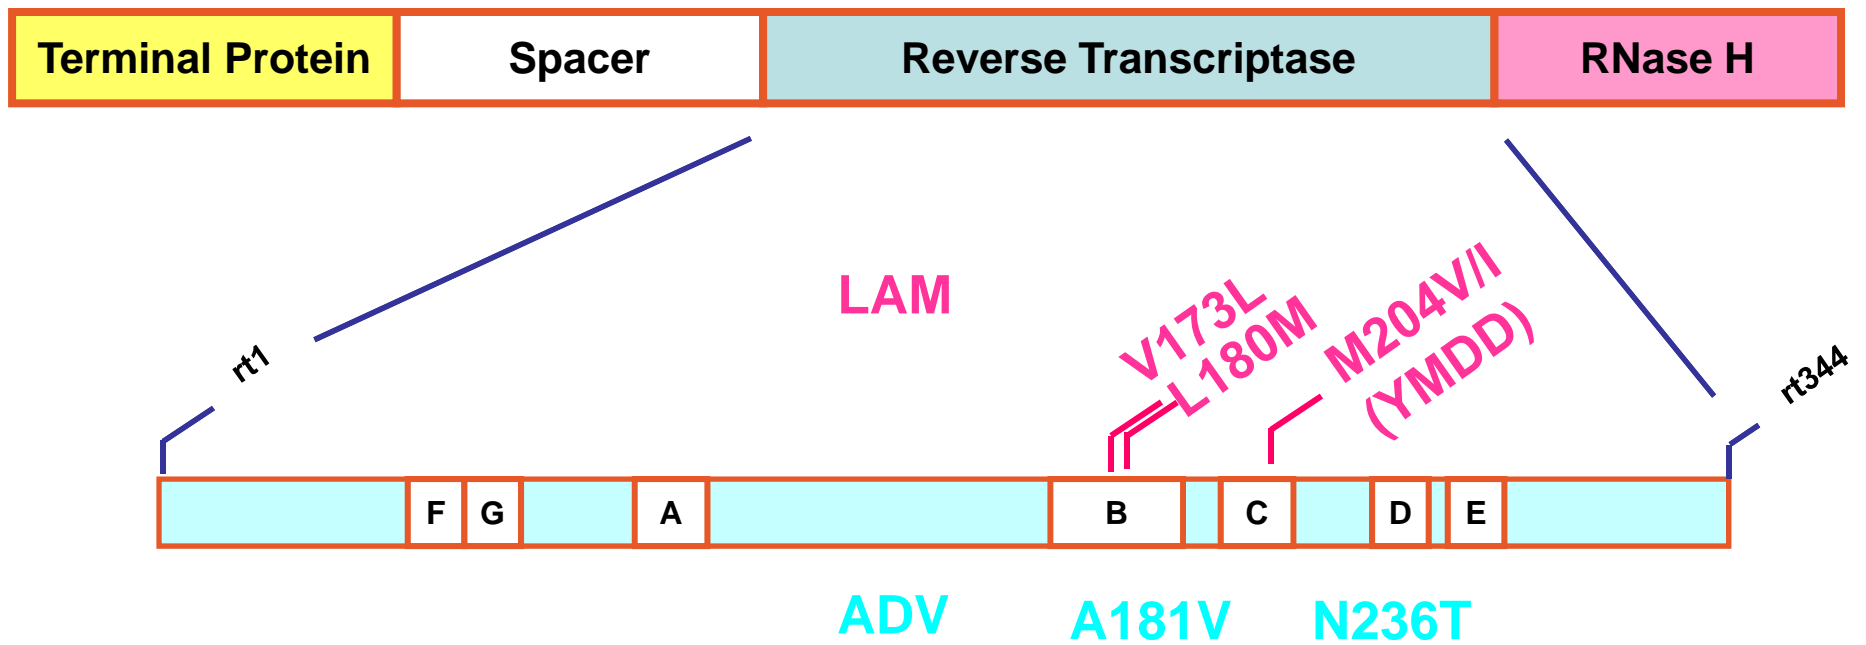 Terminal Protein
Spacer
Reverse Transcriptase
RNase H
LAM
V173L
L180M
M204V/I
(YMDD)
rt1
rt344
F
G
A
B
C
D
E
ADV
A181V
N236T